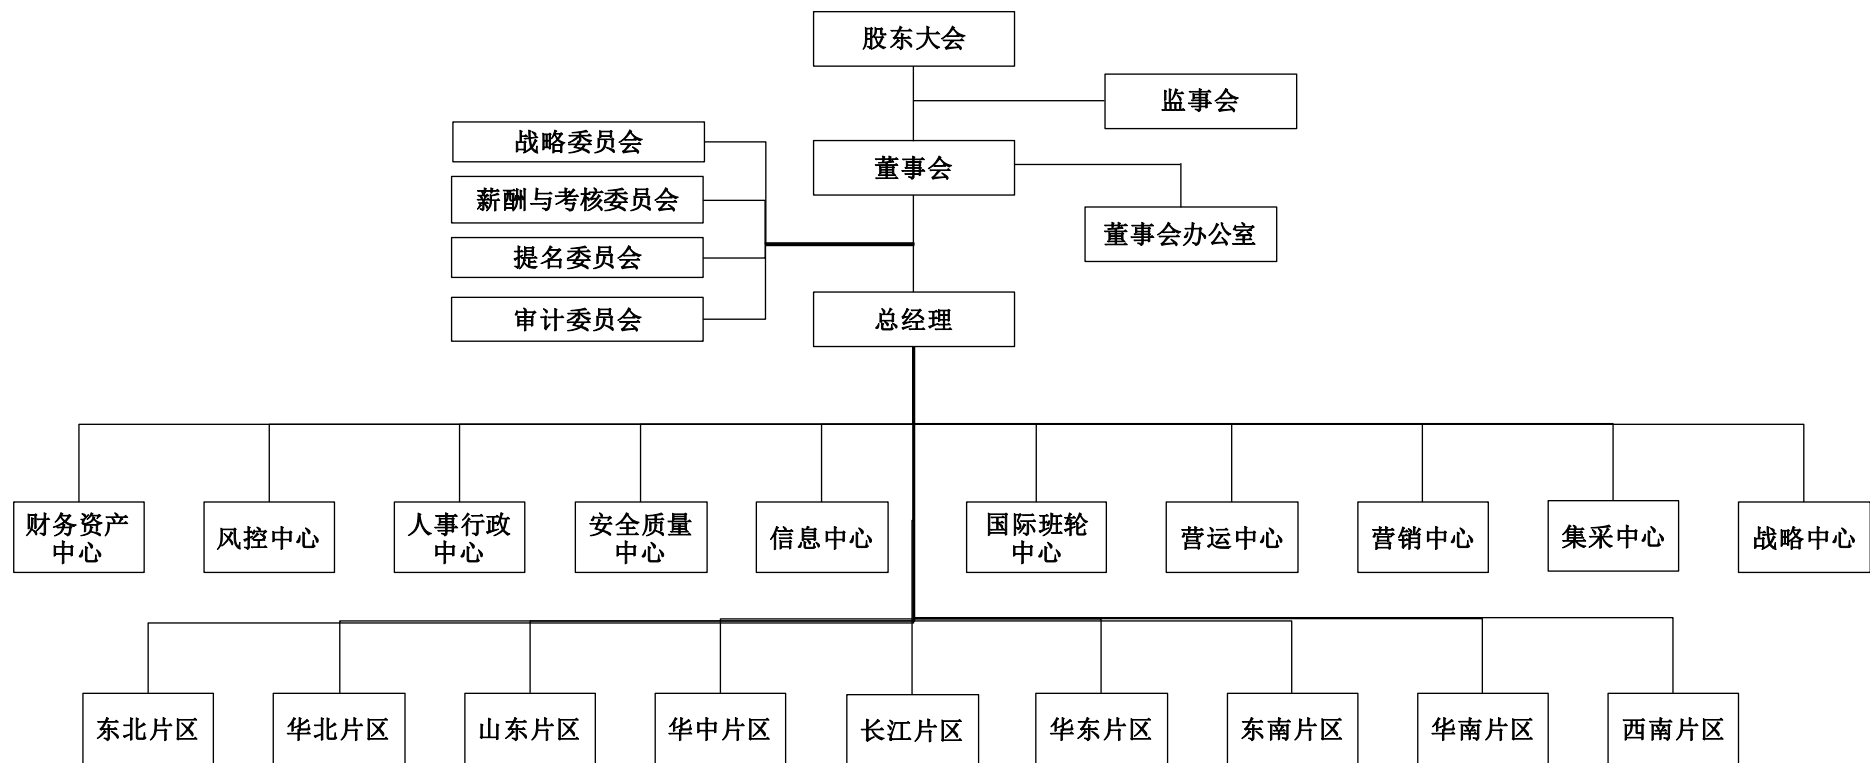 股东大会
监事会
战略委员会
董事会
薪酬与考核委员会
董事会办公室
提名委员会
审计委员会
总经理
财务资产
中心
风控中心
人事行政
中心
安全质量
中心
信息中心
国际班轮
中心
营运中心
营销中心
集采中心
战略中心
东北片区
华北片区
山东片区
华中片区
长江片区
华东片区
东南片区
华南片区
西南片区